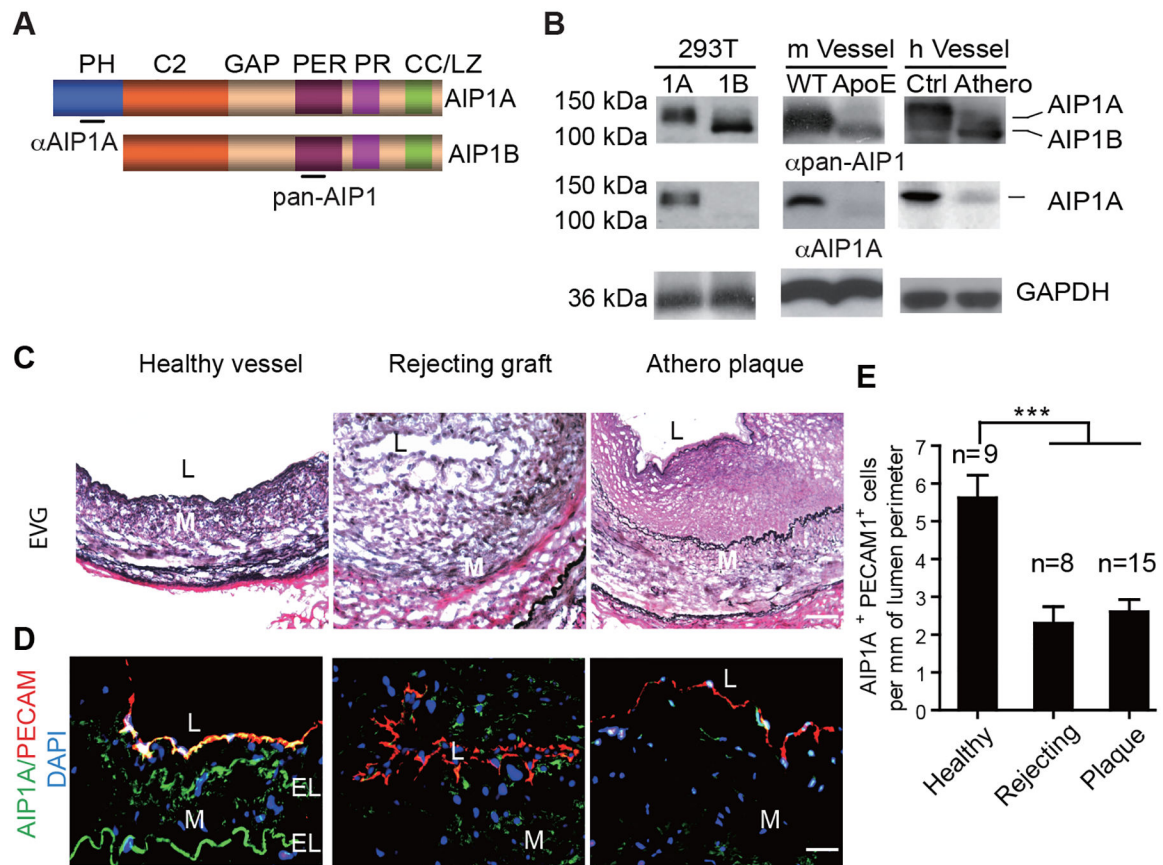 A
PH C2 GAP PER PR CC/LZ
AIP1A
αAIP1A
AIP1B
pan-AIP1
B
293T m Vessel h Vessel
1A 1B WT ApoE Ctrl Athero
150 kDa
100 kDa
AIP1A
AIP1B
αpan-AIP1
150 kDa
100 kDa
AIP1A
αAIP1A
36 kDa
GAPDH
C
Healthy vessel Rejecting graft Athero plaque
EVG
L
M
L
M
L
M
D
AIP1A/PECAM
DAPI
L
EL
M
EL
L
M
L
M
E
AIP1A + PECAM1+ cells
per mm of lumen perimeter
***
7
6
5
4
3
2
1
0
n=9
n=8
n=15
Healthy
Rejecting
Plaque